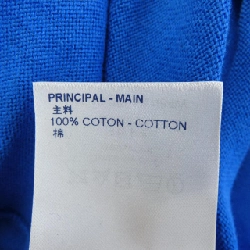 PRINCIPAL - MAIN
主料
100% COTON - COTTON
棉